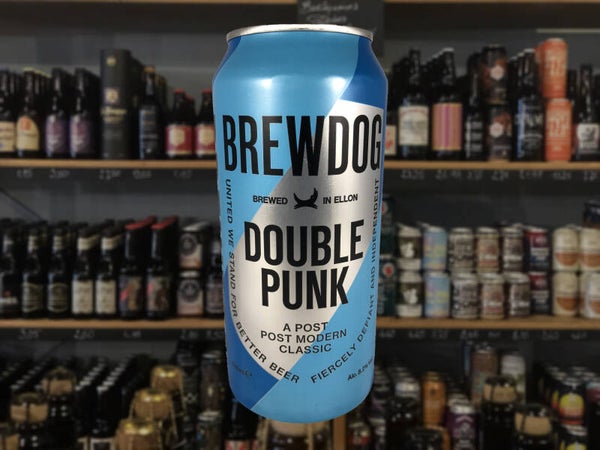 BREWDOG
BREWED IN ELLON
DOUBLE
PUNK
A POST
POST MODERN
CLASSIC
UNITED WE STAND FOR BETTER BEER
FIERCELY DEFIANT AND INDEPENDENT